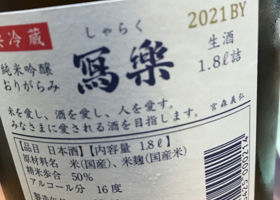 要冷蔵
しゃらく
2021BY
寫樂
生酒
1.8ℓ詰
純米吟醸
おりがらみ
米を愛し、酒を愛し、人を愛す。
みなさまに愛される酒を目指します。
宮森義弘
【品目 日本酒】【内容量 1.8ℓ】
原材料名 米(国産)、米麹(国産米)
精米歩合 50%
アルコール分 16度